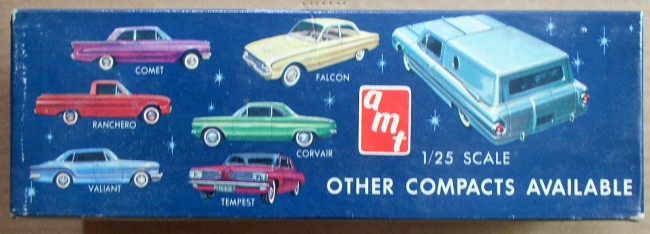 COMET
FALCON
RANCHERO
CORVAIR
VALIANT
TEMPEST
amt
1/25 SCALE
OTHER COMPACTS AVAILABLE